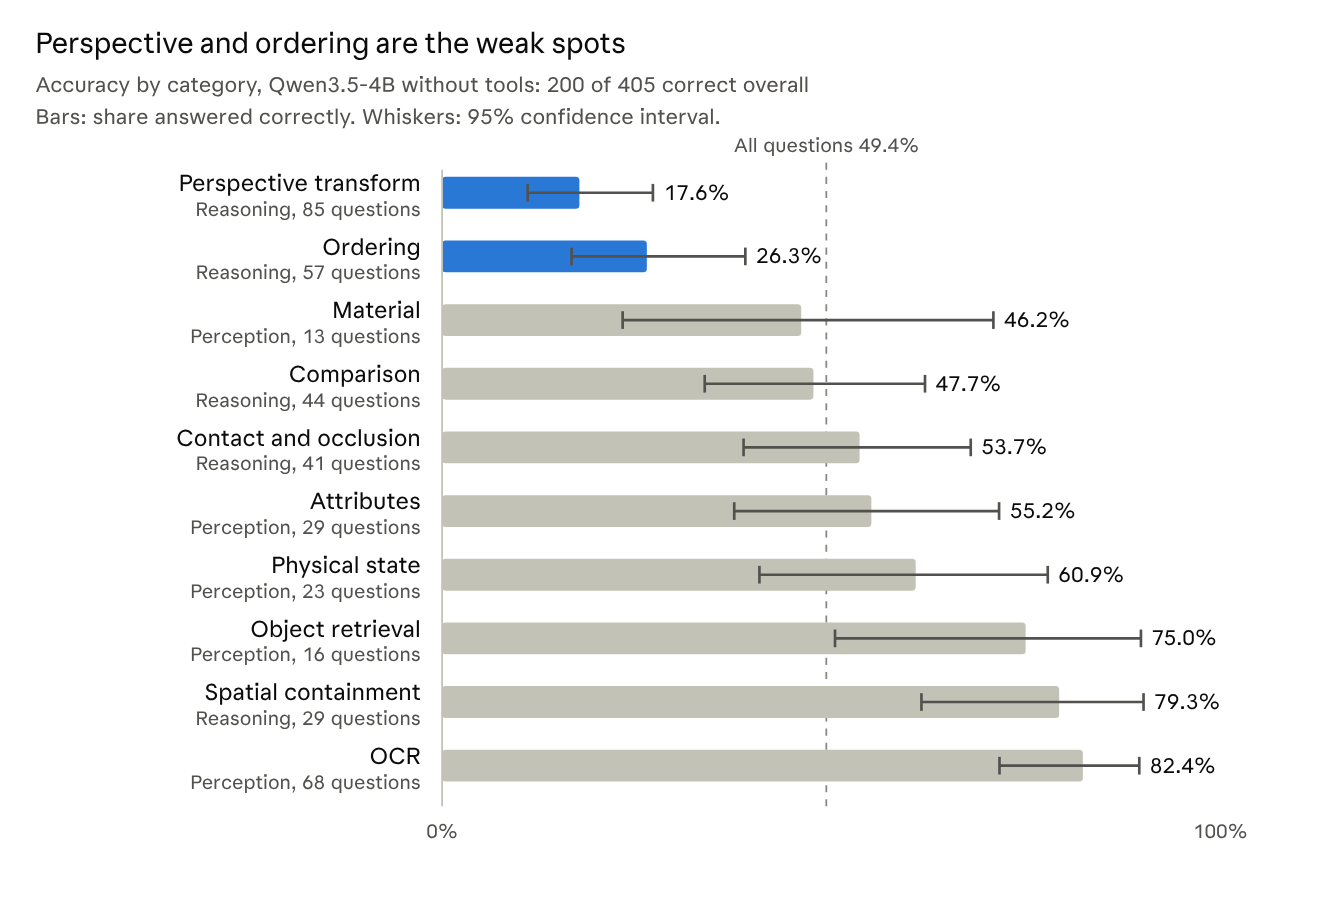 Perspective and ordering are the weak spots
Accuracy by category, Qwen3.5-4B without tools: 200 of 405 correct overall
Bars: share answered correctly. Whiskers: 95% confidence interval.
All questions 49.4%
Perspective transform
Reasoning, 85 questions
17.6%
Ordering
Reasoning, 57 questions
26.3%
Material
Perception, 13 questions
46.2%
Comparison
Reasoning, 44 questions
47.7%
Contact and occlusion
Reasoning, 41 questions
53.7%
Attributes
Perception, 29 questions
55.2%
Physical state
Perception, 23 questions
60.9%
Object retrieval
Perception, 16 questions
75.0%
Spatial containment
Reasoning, 29 questions
79.3%
OCR
Perception, 68 questions
82.4%
0%
100%